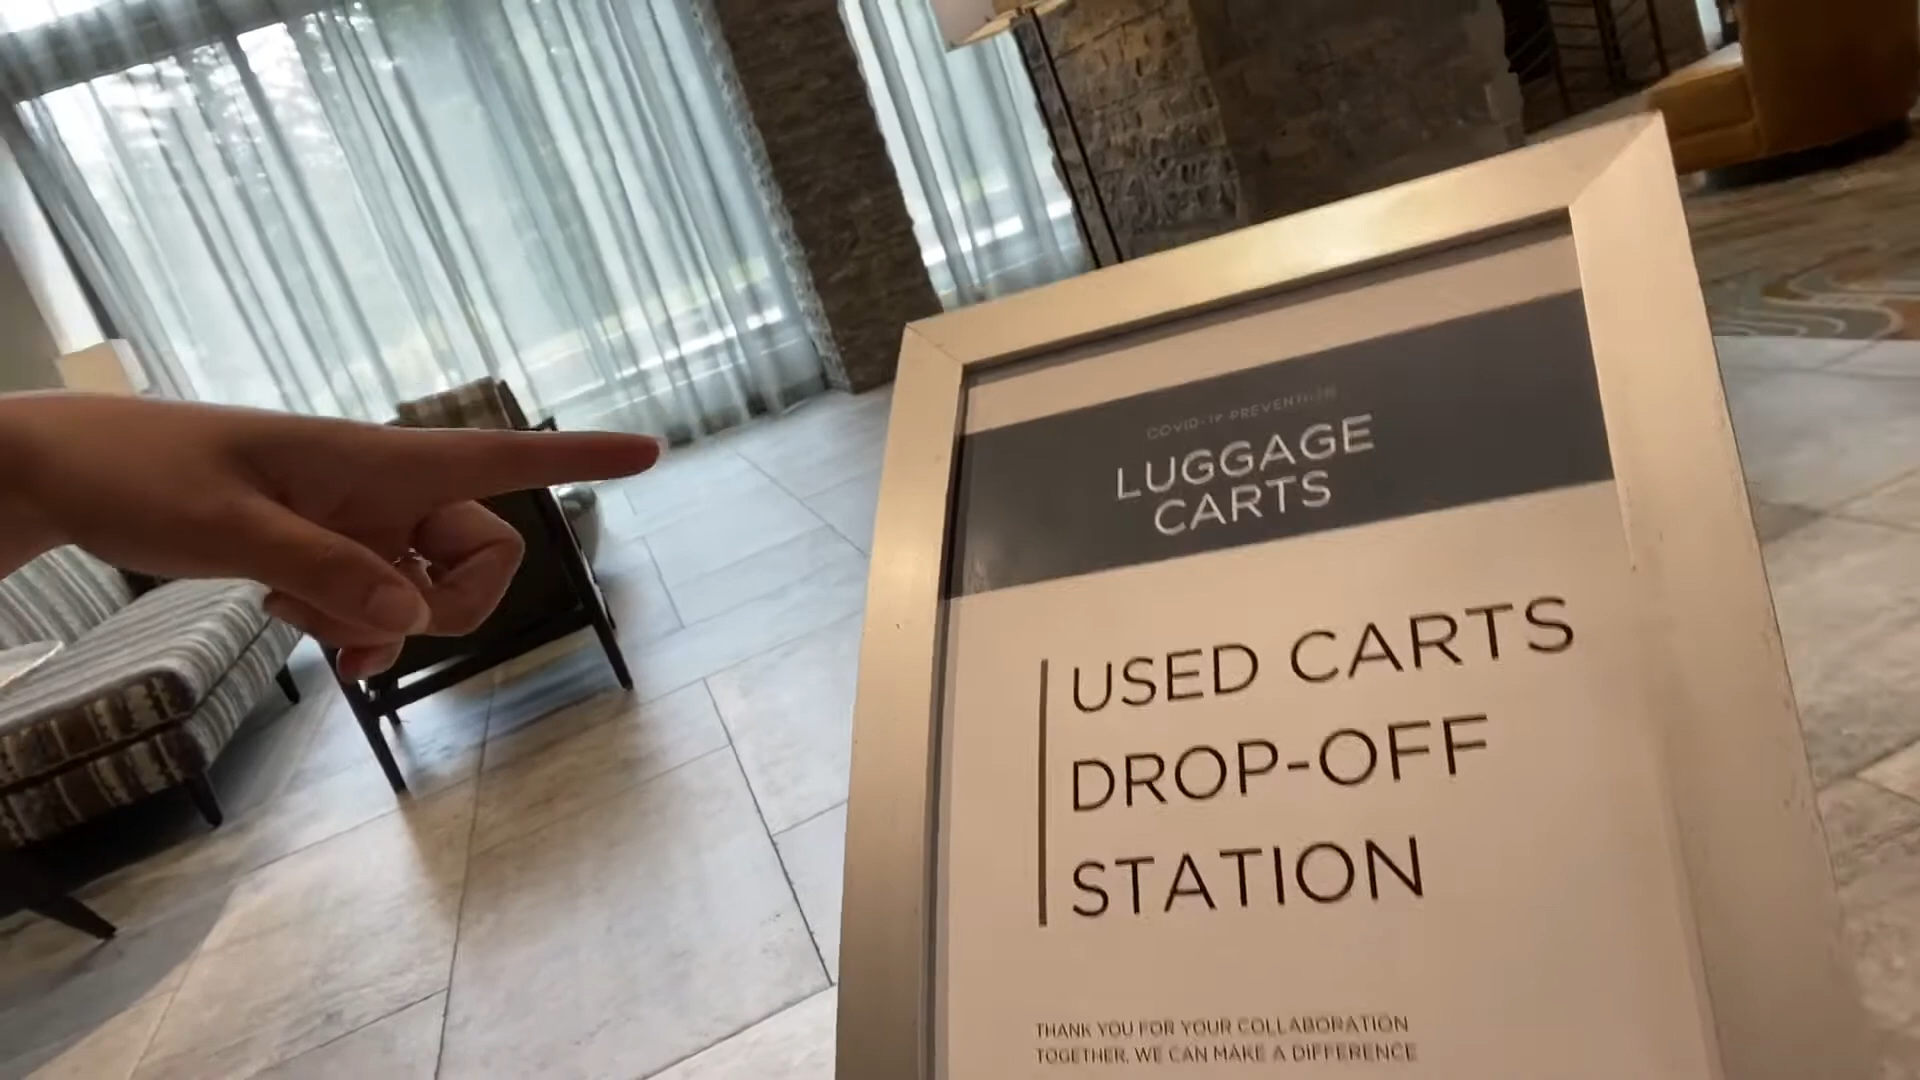 COVID-19 PREVENTION
LUGGAGE
CARTS
USED CARTS
DROP-OFF
STATION
THANK YOU FOR YOUR COLLABORATION
TOGETHER, WE CAN MAKE A DIFFERENCE